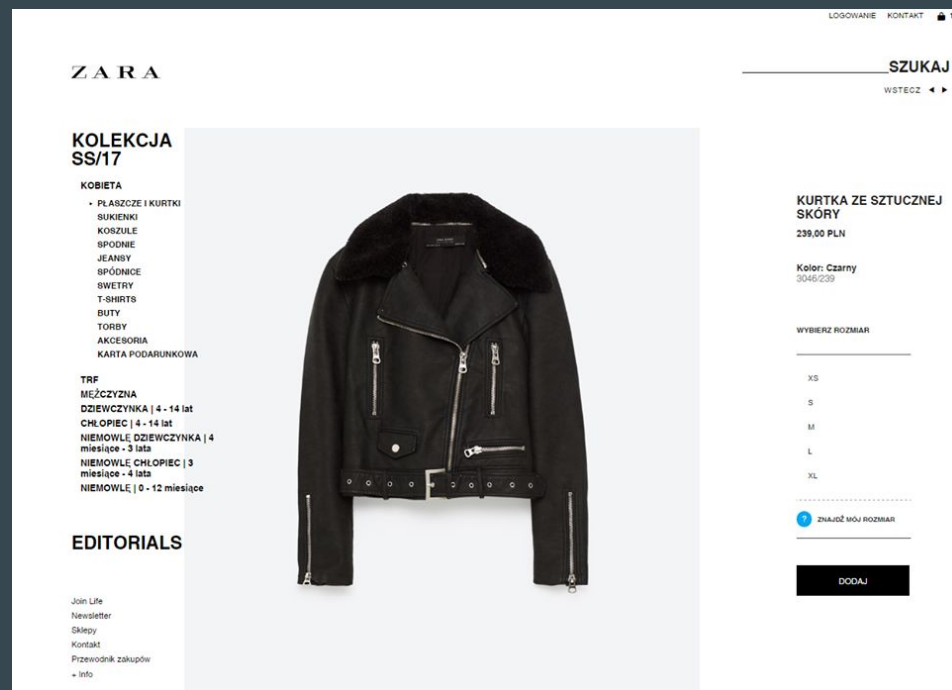 LOGOWANIE KONTAKT
ZARA
SZUKAJ
WSTECZ
KOLEKCJA
SS/17
KOBIETA
PŁASZCZE I KURTKI
SUKIENKI
KOSZULE
SPODNIE
JEANSY
SPÓDNICE
SWETRY
T-SHIRTS
BUTY
TORBY
AKCESORIA
KARTA PODARUNKOWA
TRF
MĘŻCZYZNA
DZIEWCZYNKA | 4 - 14 lat
CHŁOPIEC | 4 - 14 lat
NIEMOWLĘ DZIEWCZYNKA | 4
miesiące - 3 lata
NIEMOWLĘ CHŁOPIEC | 3
miesiące - 4 lata
NIEMOWLĘ | 0 - 12 miesiące
EDITORIALS
Join Life
Newsletter
Sklepy
Kontakt
Przewodnik zakupów
+ Info
KURTKA ZE SZTUCZNEJ
SKÓRY
239,00 PLN
Kolor: Czarny
3046/239
WYBIERZ ROZMIAR
XS
S
M
L
XL
? ZNAJDŹ MÓJ ROZMIAR
DODAJ